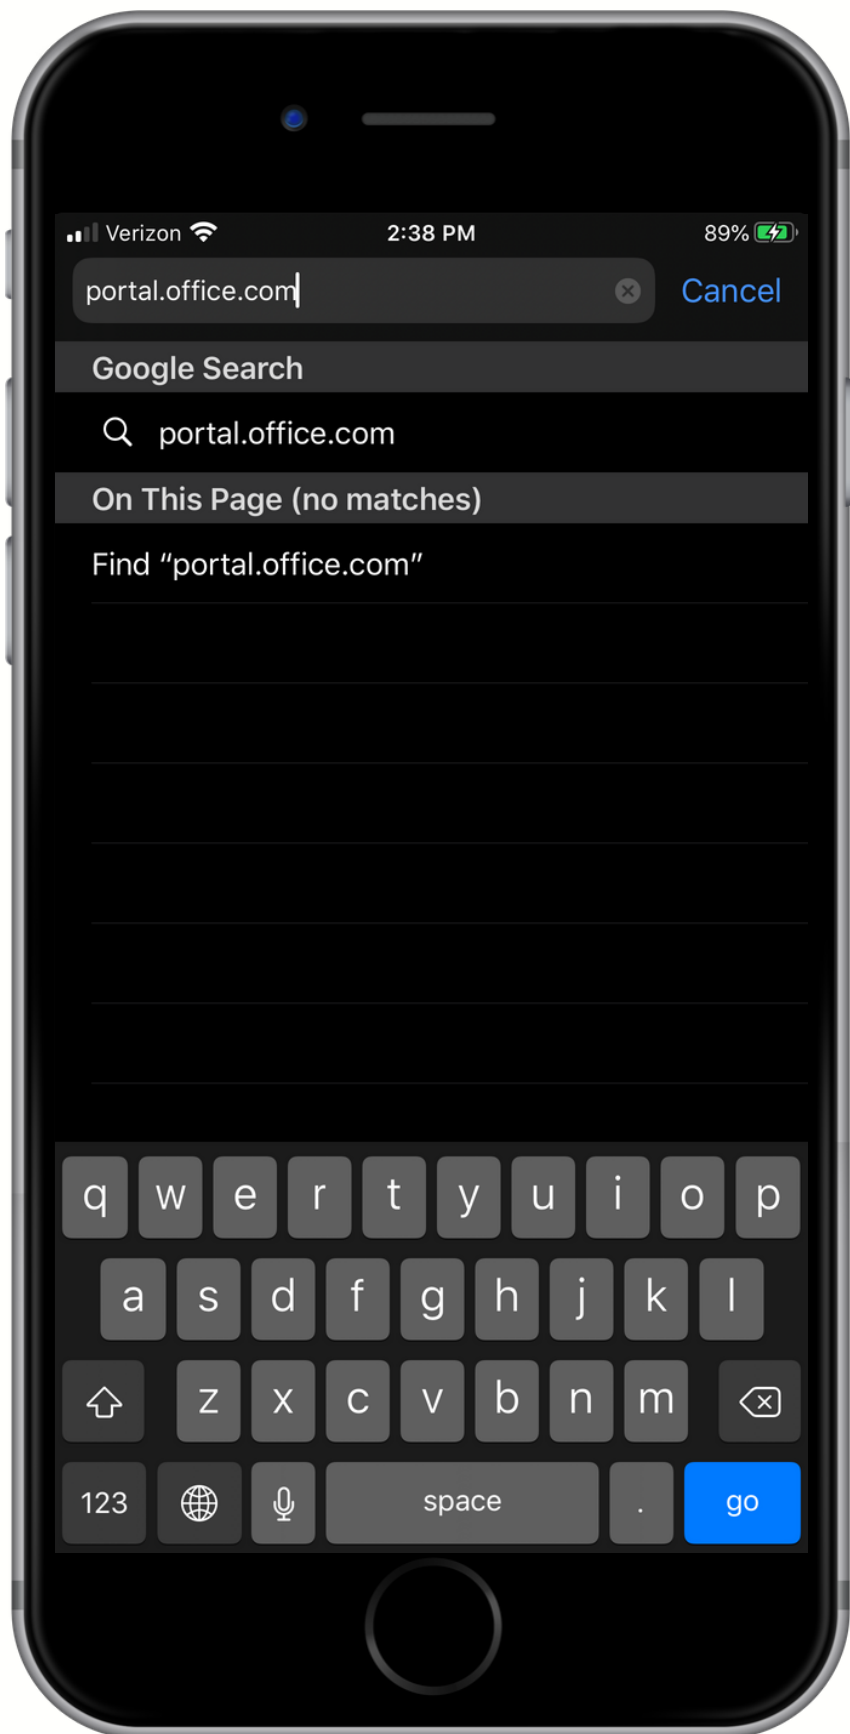 Verizon 2:38 PM 89%
portal.office.com Cancel
Google Search
portal.office.com
On This Page (no matches)
Find “portal.office.com”
q w e r t y u i o p
a s d f g h j k l
z x c v b n m
123 space . go